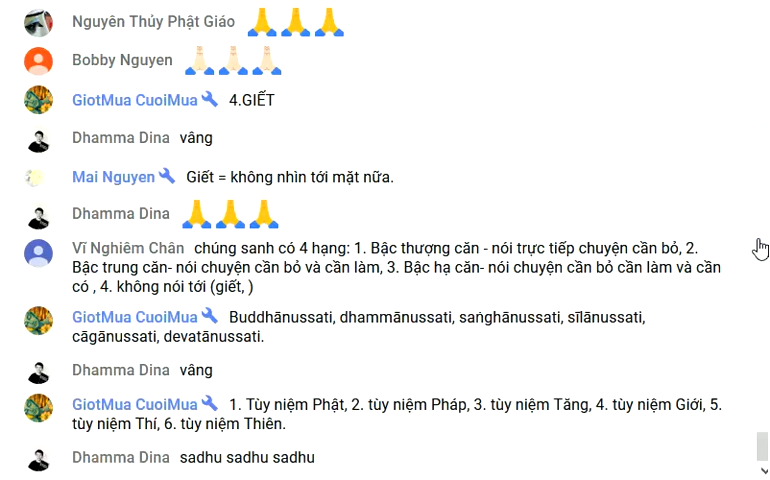 Nguyên Thủy Phật Giáo 🙏🙏🙏
Bobby Nguyen 🙏🏻🙏🏻🙏🏻
GiotMua CuoiMua 4.GIẾT
Dhamma Dina vâng
Mai Nguyen Giết = không nhìn tới mặt nữa.
Dhamma Dina 🙏🙏🙏
Vĩ Nghiêm Chân chúng sanh có 4 hạng: 1. Bậc thượng căn - nói trực tiếp chuyện cần bỏ, 2.
Bậc trung căn- nói chuyện cần bỏ và cần làm, 3. Bậc hạ căn- nói chuyện cần bỏ cần làm và cần
có , 4. không nói tới (giết, )
GiotMua CuoiMua Buddhānussati, dhammānussati, saṅghānussati, sīlānussati,
cāgānussati, devatānussati.
Dhamma Dina vâng
GiotMua CuoiMua 1. Tùy niệm Phật, 2. tùy niệm Pháp, 3. tùy niệm Tăng, 4. tùy niệm Giới, 5.
tùy niệm Thí, 6. tùy niệm Thiên.
Dhamma Dina sadhu sadhu sadhu